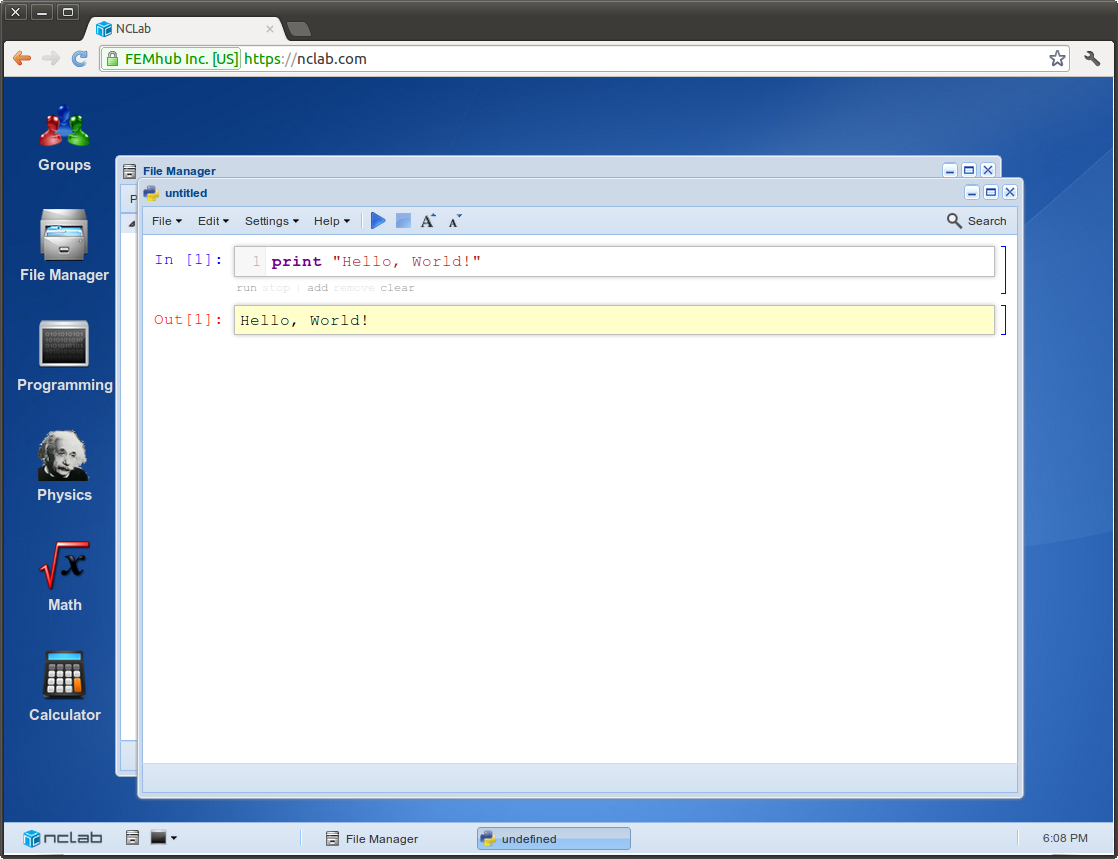 NCLab
FEMhub Inc. [US] https://nclab.com
Groups
File Manager
Programming
Physics
Math
Calculator
File Manager
P
untitled
File Edit Settings Help Search
In [1]: 1 print "Hello, World!"
run stop | add remove clear
Out[1]: Hello, World!
nclab File Manager undefined 6:08 PM